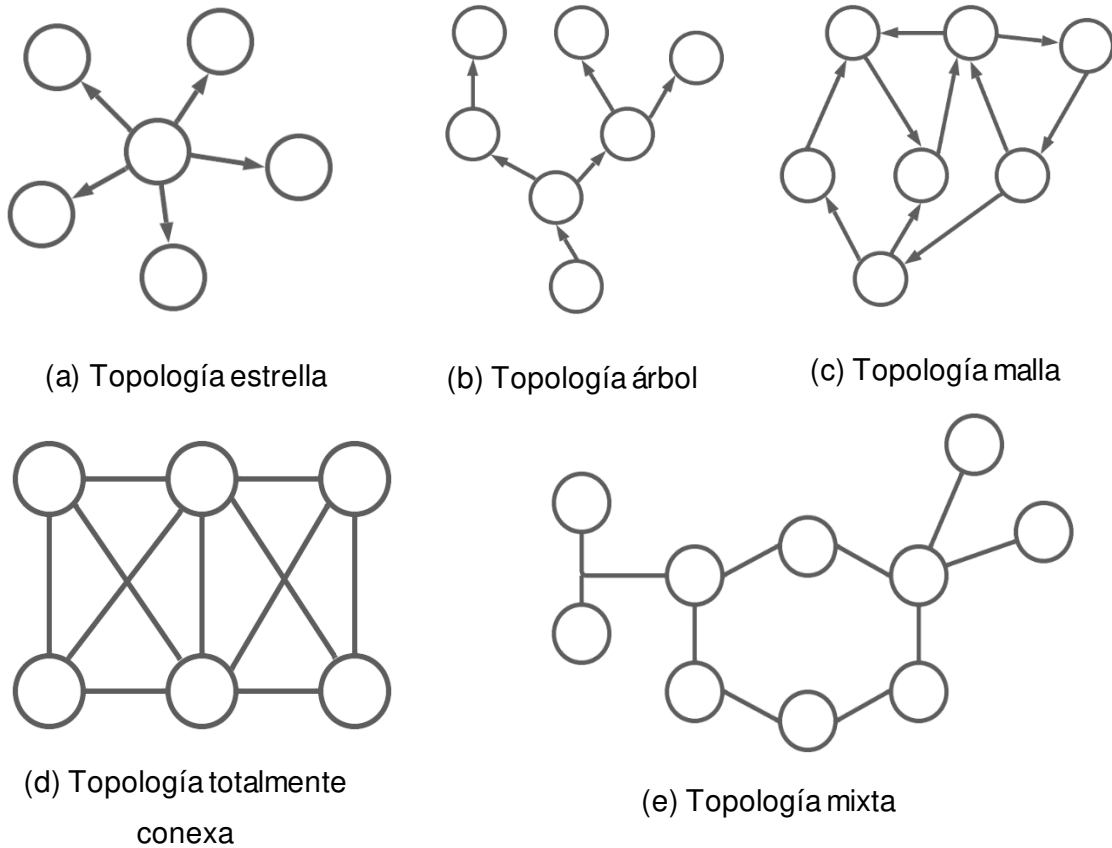 (a) Topología estrella
(b) Topología árbol
(c) Topología malla
(d) Topología totalmente
conexa
(e) Topología mixta